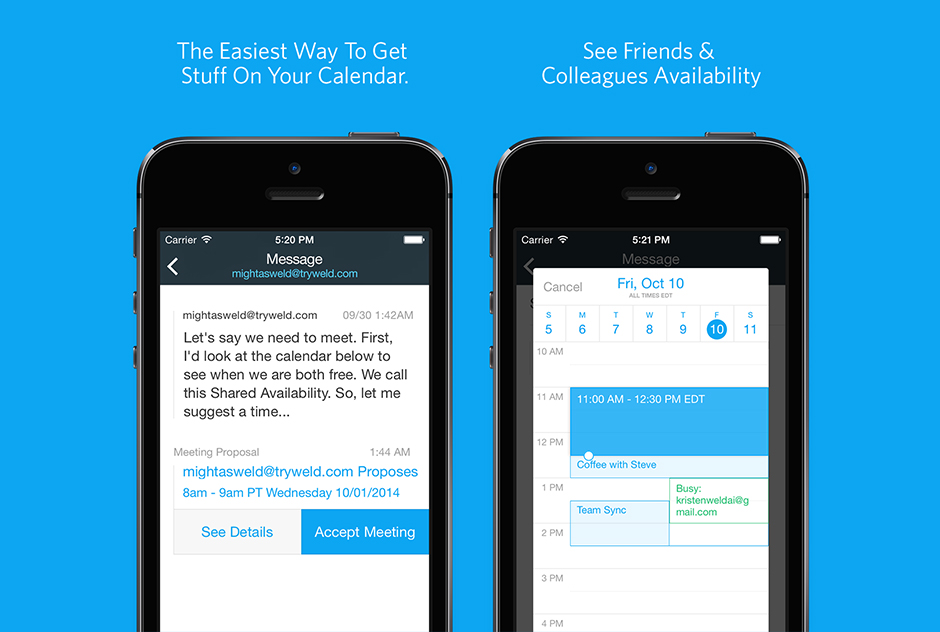 The Easiest Way To Get
Stuff On Your Calendar.
Carrier 5:20 PM
Message
mightasweld@tryweld.com
mightasweld@tryweld.com 09/30 1:42AM
Let's say we need to meet. First,
I'd look at the calendar below to
see when we are both free. We call
this Shared Availability. So, let me
suggest a time...
Meeting Proposal 1:44 AM
mightasweld@tryweld.com Proposes
8am - 9am PT Wednesday 10/01/2014
See Details Accept Meeting
See Friends &
Colleagues Availability
Carrier 5:21 PM
Message
Cancel Fri, Oct 10
ALL TIMES EDT
S M T W T F S
5 6 7 8 9 10 11
10 AM
11 AM 11:00 AM - 12:30 PM EDT
12 PM
Coffee with Steve
1 PM Busy:
kristenweldai@g
mail.com
Team Sync
2 PM
3 PM
4 PM